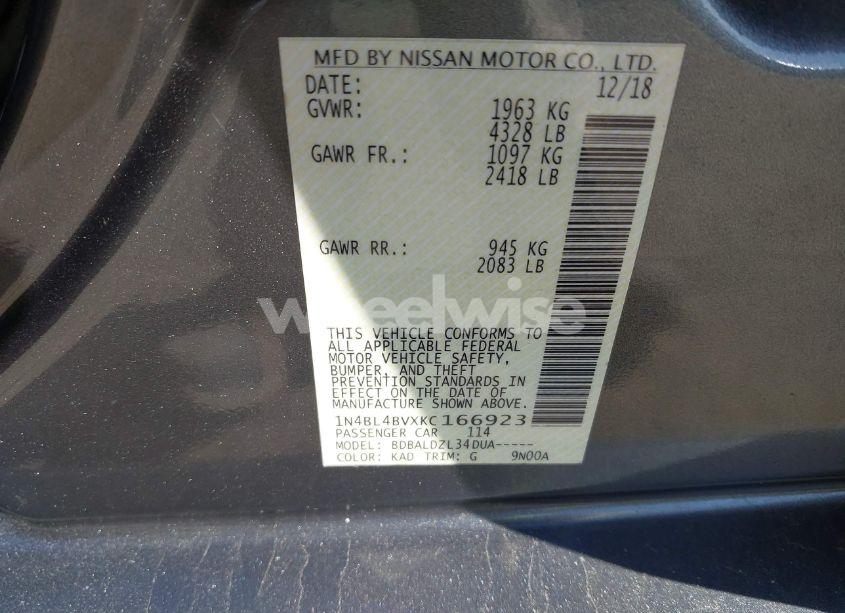 MFD BY NISSAN MOTOR CO., LTD.
DATE: 12/18
GVWR: 1963 KG
4328 LB
GAWR FR.: 1097 KG
2418 LB
GAWR RR.: 945 KG
2083 LB
wheelwise
THIS VEHICLE CONFORMS TO
ALL APPLICABLE FEDERAL
MOTOR VEHICLE SAFETY,
BUMPER, AND THEFT
PREVENTION STANDARDS IN
EFFECT ON THE DATE OF
MANUFACTURE SHOWN ABOVE.
1N4BL4BVXKC166923
PASSENGER CAR 114
MODEL: BDBALDZL34DUA-----
COLOR: KAD TRIM: G 9N00A